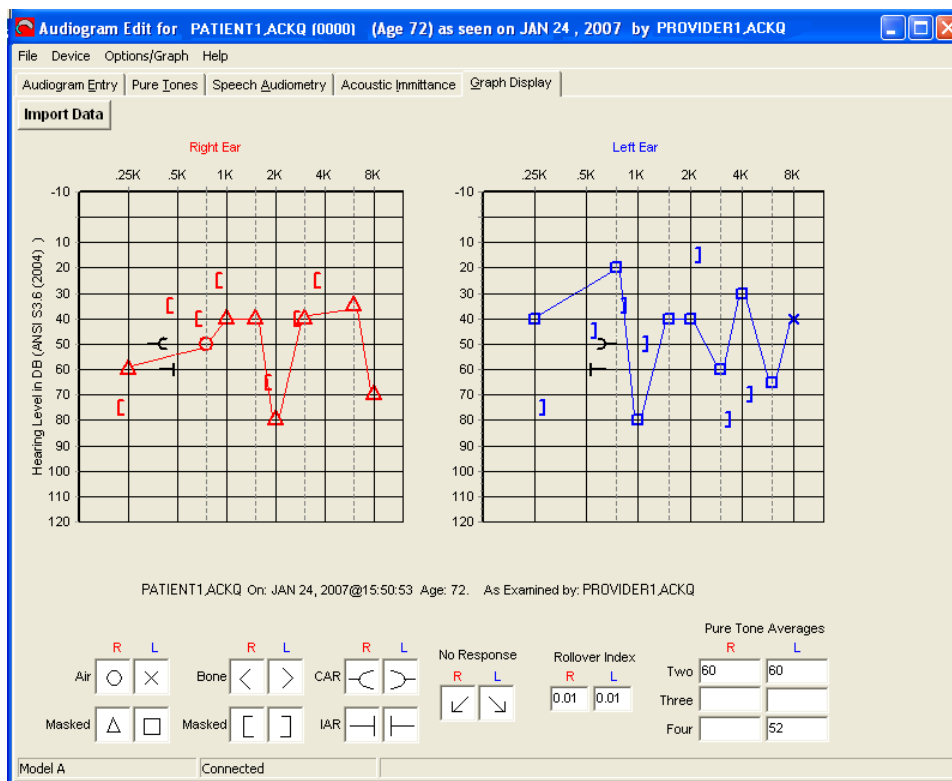 Audiogram Edit for PATIENT1,ACKQ (0000) (Age 72) as seen on JAN 24 , 2007 by PROVIDER1,ACKQ
File Device Options/Graph Help
Audiogram Entry Pure Tones Speech Audiometry Acoustic Immittance Graph Display
Import Data
Right Ear
.25K .5K 1K 2K 4K 8K
Hearing Level in DB (ANSI S3.6 (2004) )
-10
10
20
30
40
50
60
70
80
90
100
110
120
Left Ear
.25K .5K 1K 2K 4K 8K
-10
10
20
30
40
50
60
70
80
90
100
110
120
PATIENT1,ACKQ On: JAN 24, 2007@15:50:53 Age: 72. As Examined by: PROVIDER1,ACKQ
R L
Air
Masked
R L
Bone
Masked
R L
CAR
IAR
No Response
R L
Rollover Index
R L
0.01 0.01
Pure Tone Averages
R L
Two 60 60
Three
Four 52
Model A Connected